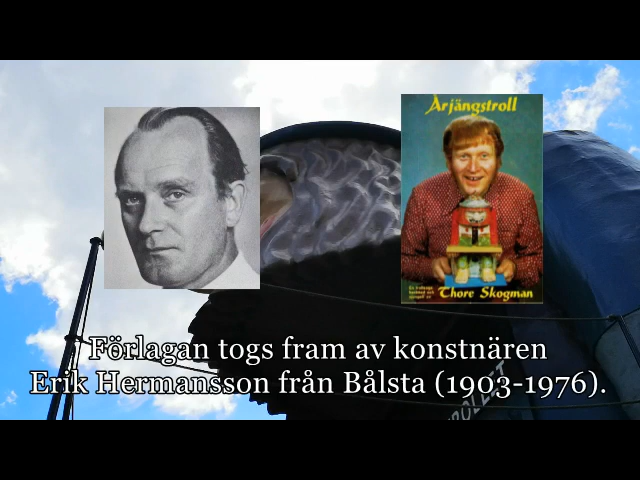 Årjängstroll
Thore Skogman
Förlagan togs fram av konstnären
Erik Hermansson från Bålsta (1903-1976).